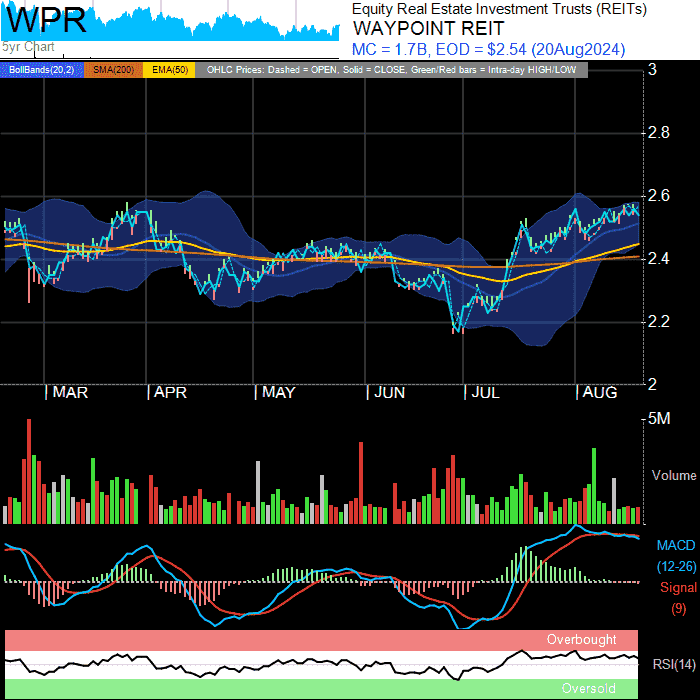 WPR
5yr Chart
Equity Real Estate Investment Trusts (REITs)
WAYPOINT REIT
MC = 1.7B, EOD = $2.54 (20Aug2024)
BollBands(20,2) SMA(200) EMA(50) OHLC Prices: Dashed = OPEN, Solid = CLOSE, Green/Red bars = Intra-day HIGH/LOW
3
2.8
2.6
2.4
2.2
2
MAR APR MAY JUN JUL AUG
5M
Volume
MACD
(12-26)
Signal
(9)
Overbought
RSI(14)
Oversold